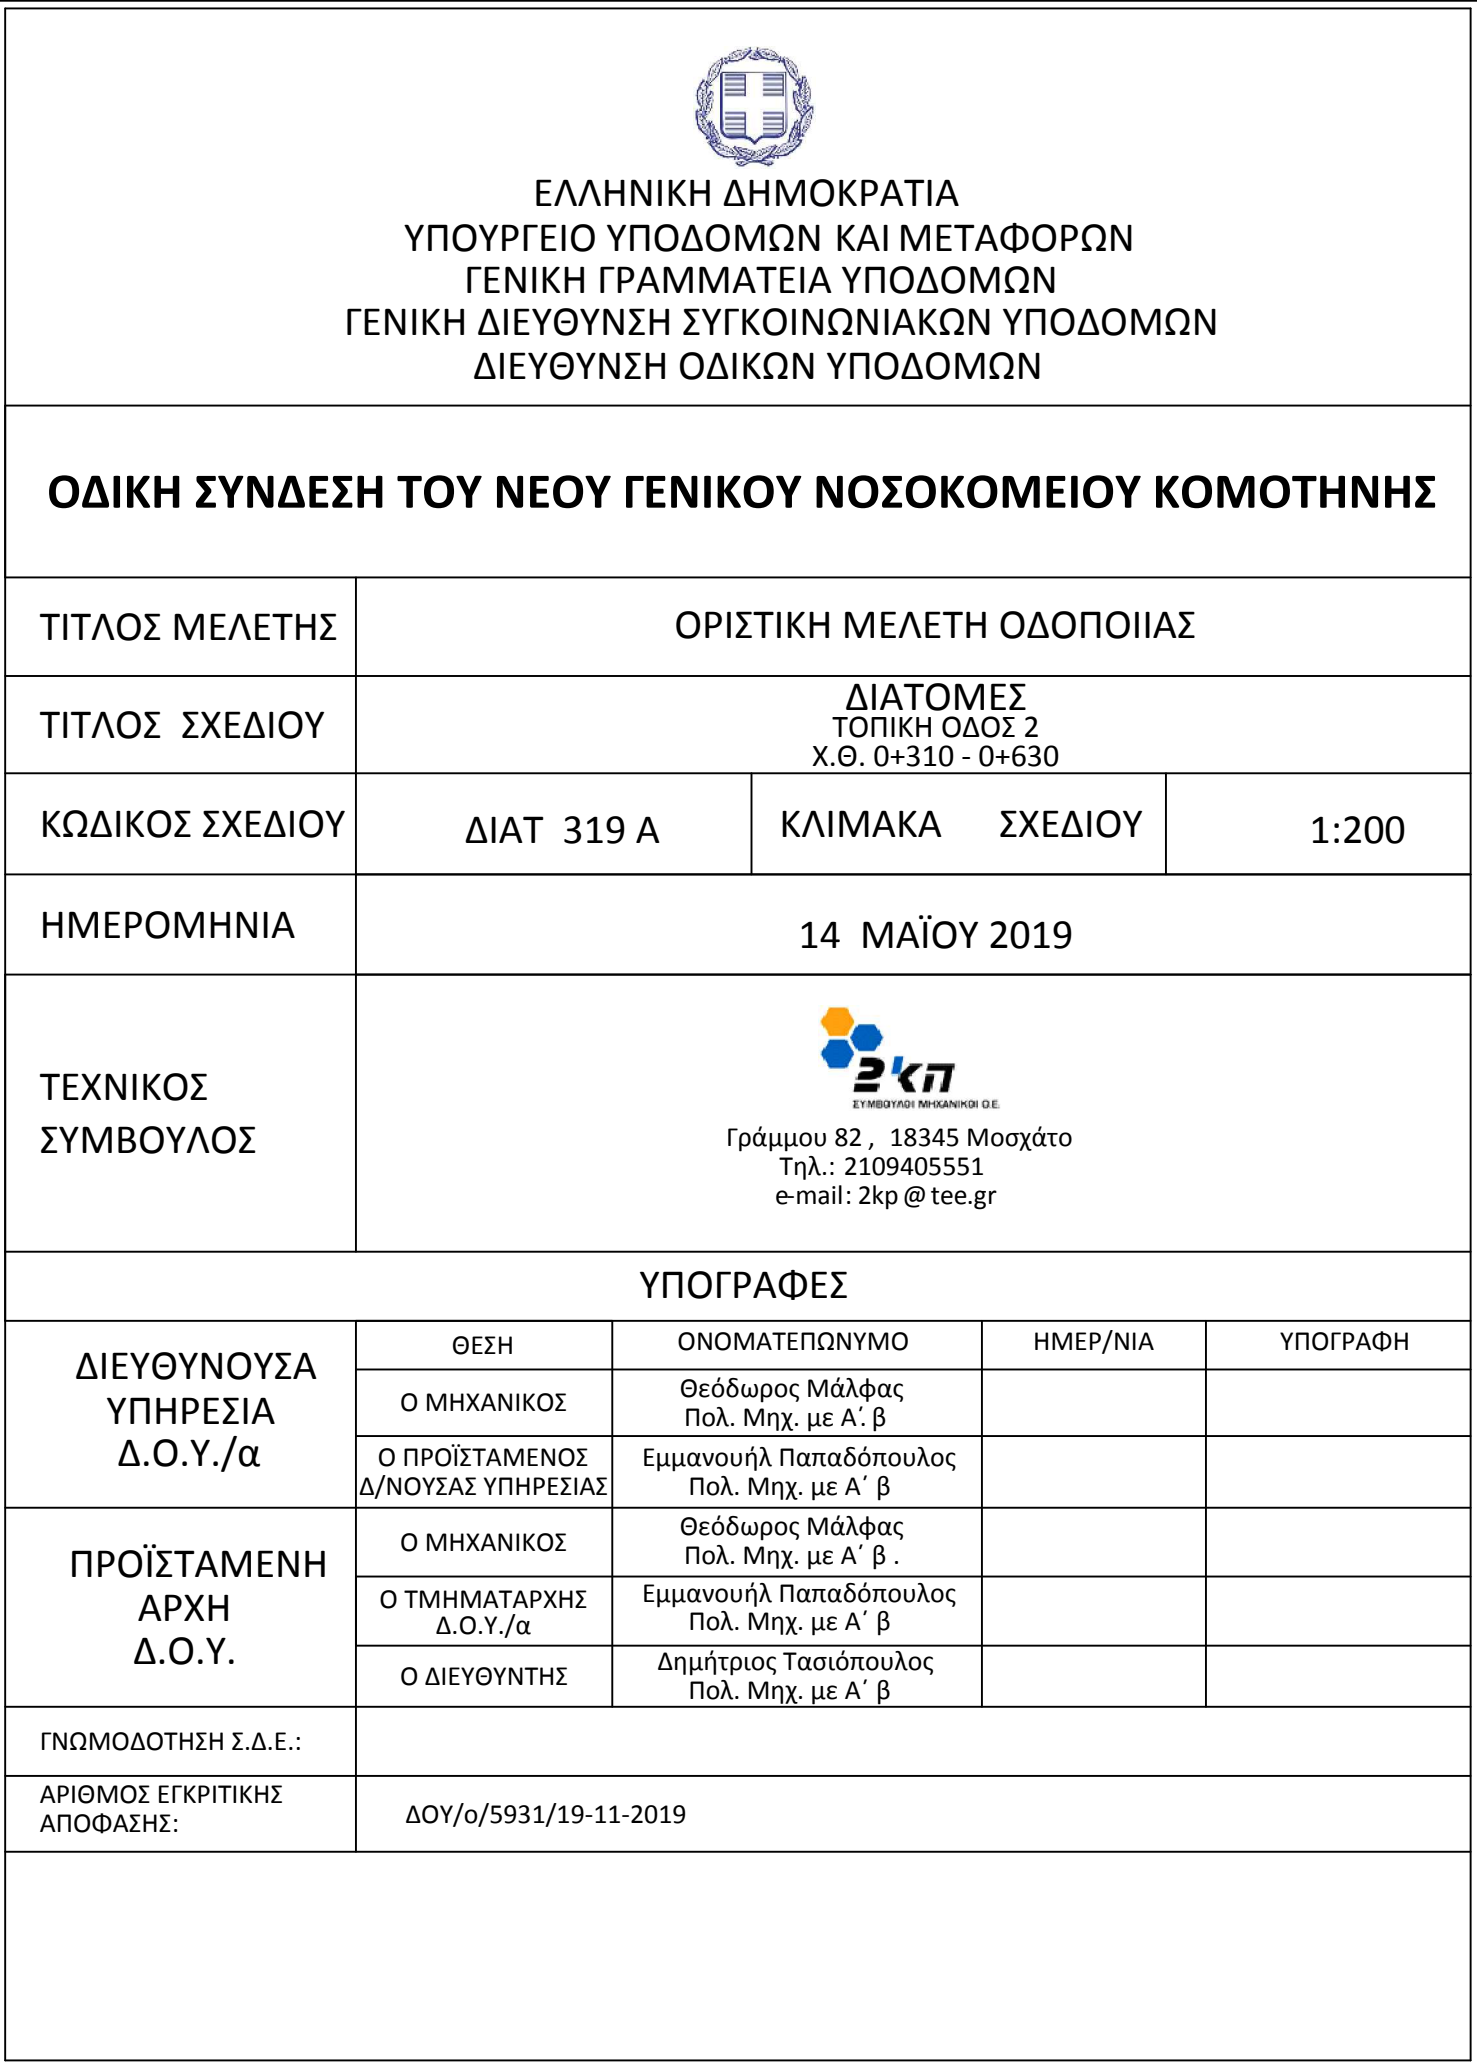 ΕΛΛΗΝΙΚΗ ΔΗΜΟΚΡΑΤΙΑ
ΥΠΟΥΡΓΕΙΟ ΥΠΟΔΟΜΩΝ ΚΑΙ ΜΕΤΑΦΟΡΩΝ
ΓΕΝΙΚΗ ΓΡΑΜΜΑΤΕΙΑ ΥΠΟΔΟΜΩΝ
ΓΕΝΙΚΗ ΔΙΕΥΘΥΝΣΗ ΣΥΓΚΟΙΝΩΝΙΑΚΩΝ ΥΠΟΔΟΜΩΝ
ΔΙΕΥΘΥΝΣΗ ΟΔΙΚΩΝ ΥΠΟΔΟΜΩΝ
ΟΔΙΚΗ ΣΥΝΔΕΣΗ ΤΟΥ ΝΕΟΥ ΓΕΝΙΚΟΥ ΝΟΣΟΚΟΜΕΙΟΥ ΚΟΜΟΤΗΝΗΣ
ΤΙΤΛΟΣ ΜΕΛΕΤΗΣ
ΟΡΙΣΤΙΚΗ ΜΕΛΕΤΗ ΟΔΟΠΟΙΙΑΣ
ΤΙΤΛΟΣ ΣΧΕΔΙΟΥ
ΔΙΑΤΟΜΕΣ
ΤΟΠΙΚΗ ΟΔΟΣ 2
Χ.Θ. 0+310 - 0+630
ΚΩΔΙΚΟΣ ΣΧΕΔΙΟΥ
ΔΙΑΤ 319 Α
ΚΛΙΜΑΚΑ ΣΧΕΔΙΟΥ
1:200
ΗΜΕΡΟΜΗΝΙΑ
14 ΜΑΪΟΥ 2019
ΤΕΧΝΙΚΟΣ
ΣΥΜΒΟΥΛΟΣ
2κπ
ΣΥΜΒΟΥΛΟΙ ΜΗΧΑΝΙΚΟΙ Ο.Ε.
Γράμμου 82 , 18345 Μοσχάτο
Τηλ.: 2109405551
e-mail: 2kp @ tee.gr
ΥΠΟΓΡΑΦΕΣ
ΔΙΕΥΘΥΝΟΥΣΑ
ΥΠΗΡΕΣΙΑ
Δ.Ο.Υ./α
ΘΕΣΗ
ΟΝΟΜΑΤΕΠΩΝΥΜΟ
ΗΜΕΡ/ΝΙΑ
ΥΠΟΓΡΑΦΗ
Ο ΜΗΧΑΝΙΚΟΣ
Θεόδωρος Μάλφας
Πολ. Μηχ. με Α΄. β
Ο ΠΡΟΪΣΤΑΜΕΝΟΣ
Δ/ΝΟΥΣΑΣ ΥΠΗΡΕΣΙΑΣ
Εμμανουήλ Παπαδόπουλος
Πολ. Μηχ. με Α΄ β
ΠΡΟΪΣΤΑΜΕΝΗ
ΑΡΧΗ
Δ.Ο.Υ.
Ο ΜΗΧΑΝΙΚΟΣ
Θεόδωρος Μάλφας
Πολ. Μηχ. με Α΄ β .
Ο ΤΜΗΜΑΤΑΡΧΗΣ
Δ.Ο.Υ./α
Εμμανουήλ Παπαδόπουλος
Πολ. Μηχ. με Α΄ β
Ο ΔΙΕΥΘΥΝΤΗΣ
Δημήτριος Τασιόπουλος
Πολ. Μηχ. με Α΄ β
ΓΝΩΜΟΔΟΤΗΣΗ Σ.Δ.Ε.:
ΑΡΙΘΜΟΣ ΕΓΚΡΙΤΙΚΗΣ
ΑΠΟΦΑΣΗΣ:
ΔΟΥ/ο/5931/19-11-2019